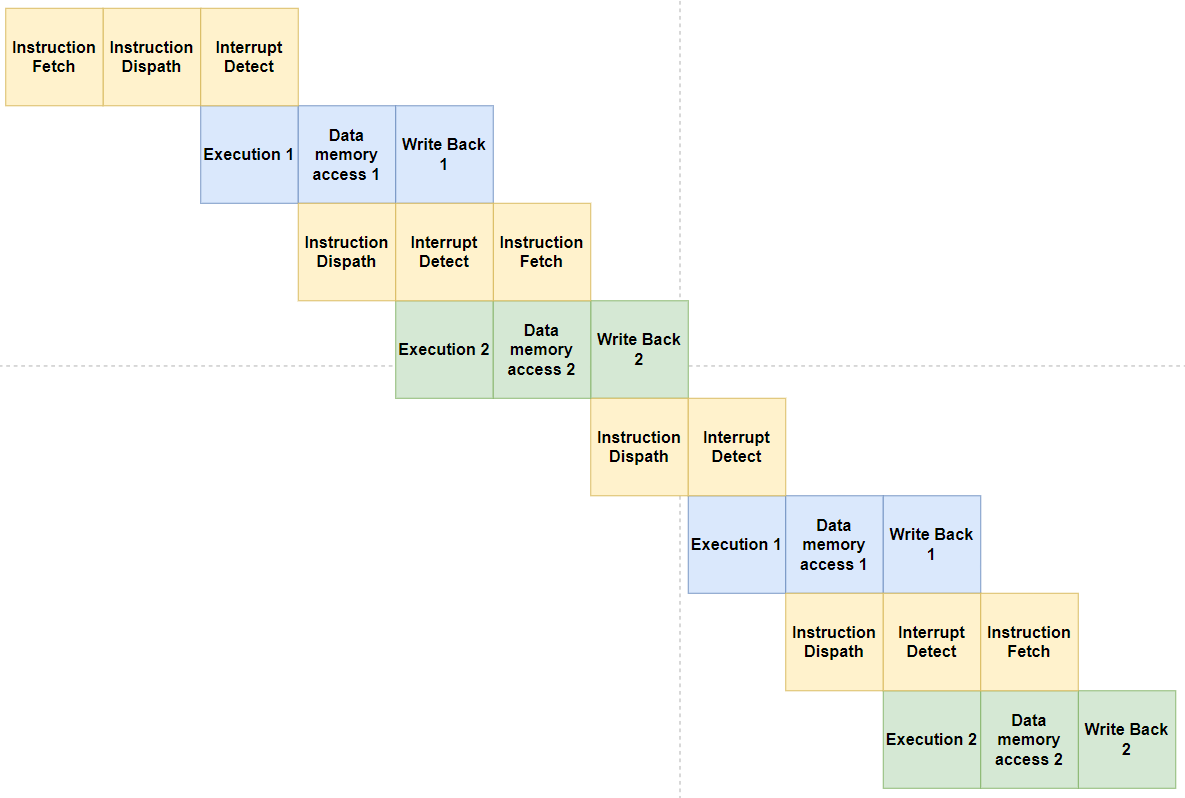 Instruction
Fetch
Instruction
Dispath
Interrupt
Detect
Execution 1
Data
memory
access 1
Write Back
1
Instruction
Dispath
Interrupt
Detect
Instruction
Fetch
Execution 2
Data
memory
access 2
Write Back
2
Instruction
Dispath
Interrupt
Detect
Execution 1
Data
memory
access 1
Write Back
1
Instruction
Dispath
Interrupt
Detect
Instruction
Fetch
Execution 2
Data
memory
access 2
Write Back
2